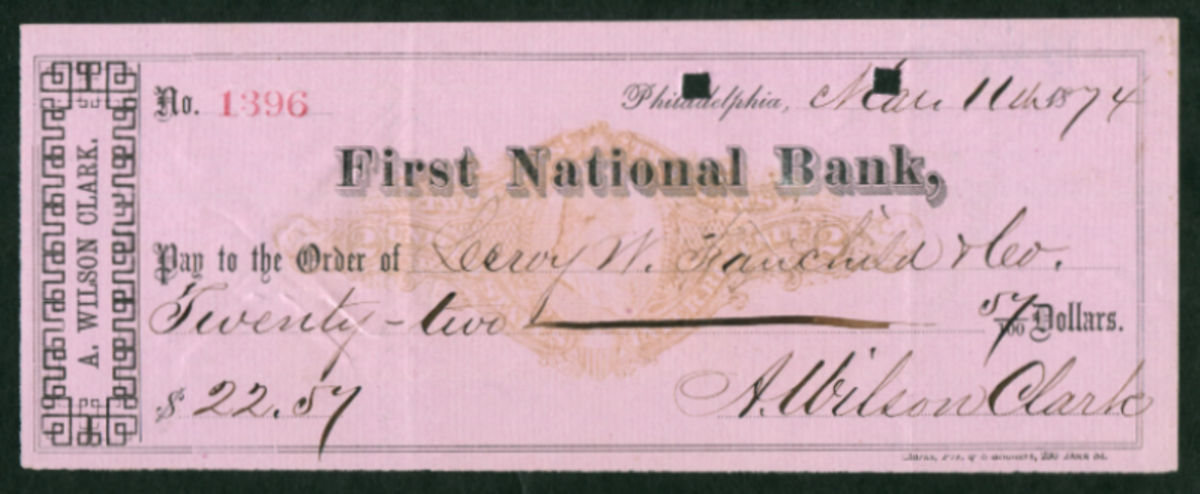 No. 1396
Philadelphia, Mar 11th 1874
First National Bank,
Pay to the Order of Leroy W. Fairchild & Co.
Twenty-two 57/100 Dollars.
$ 22.57
A. Wilson Clark
A. WILSON CLARK.